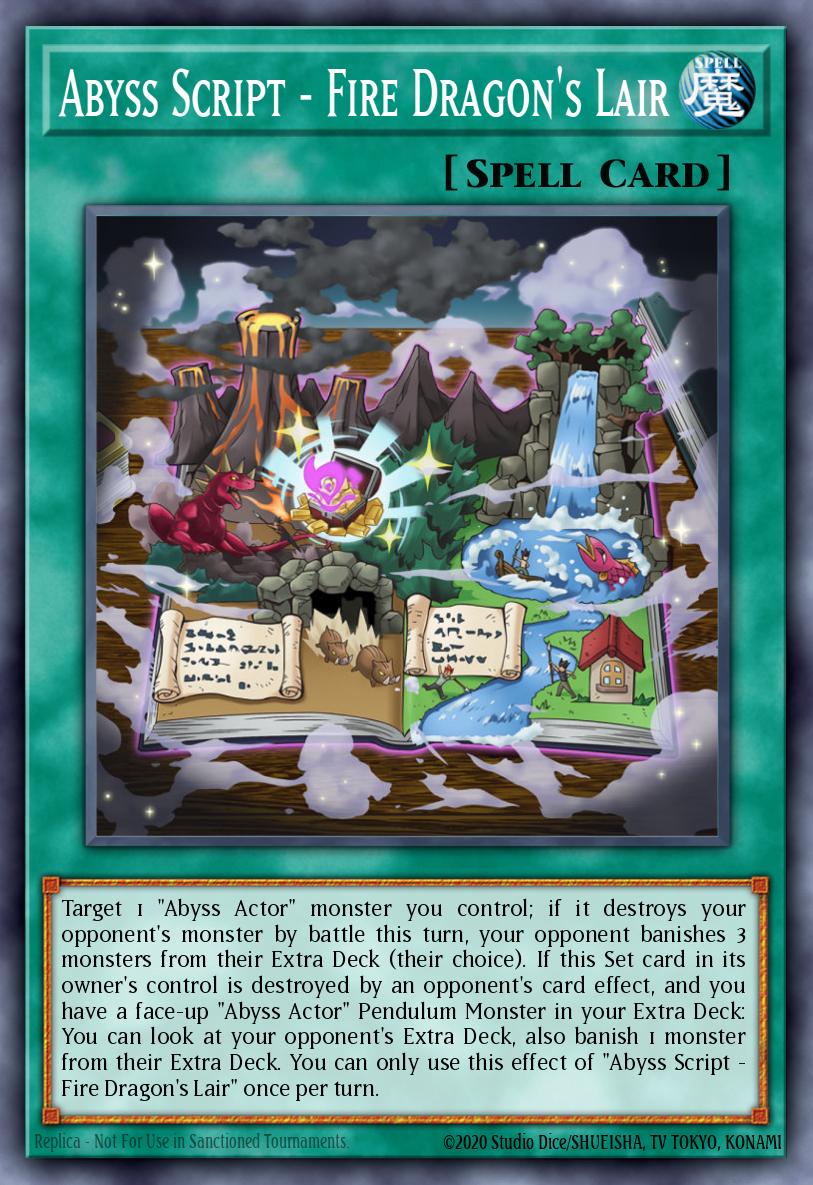 Abyss Script - Fire Dragon's Lair
SPELL
魔
[ Spell Card ]
Target 1 "Abyss Actor" monster you control; if it destroys your
opponent's monster by battle this turn, your opponent banishes 3
monsters from their Extra Deck (their choice). If this Set card in its
owner's control is destroyed by an opponent's card effect, and you
have a face-up "Abyss Actor" Pendulum Monster in your Extra Deck:
You can look at your opponent's Extra Deck, also banish 1 monster
from their Extra Deck. You can only use this effect of "Abyss Script -
Fire Dragon's Lair" once per turn.
Replica - Not For Use in Sanctioned Tournaments.
©2020 Studio Dice/SHUEISHA, TV TOKYO, KONAMI